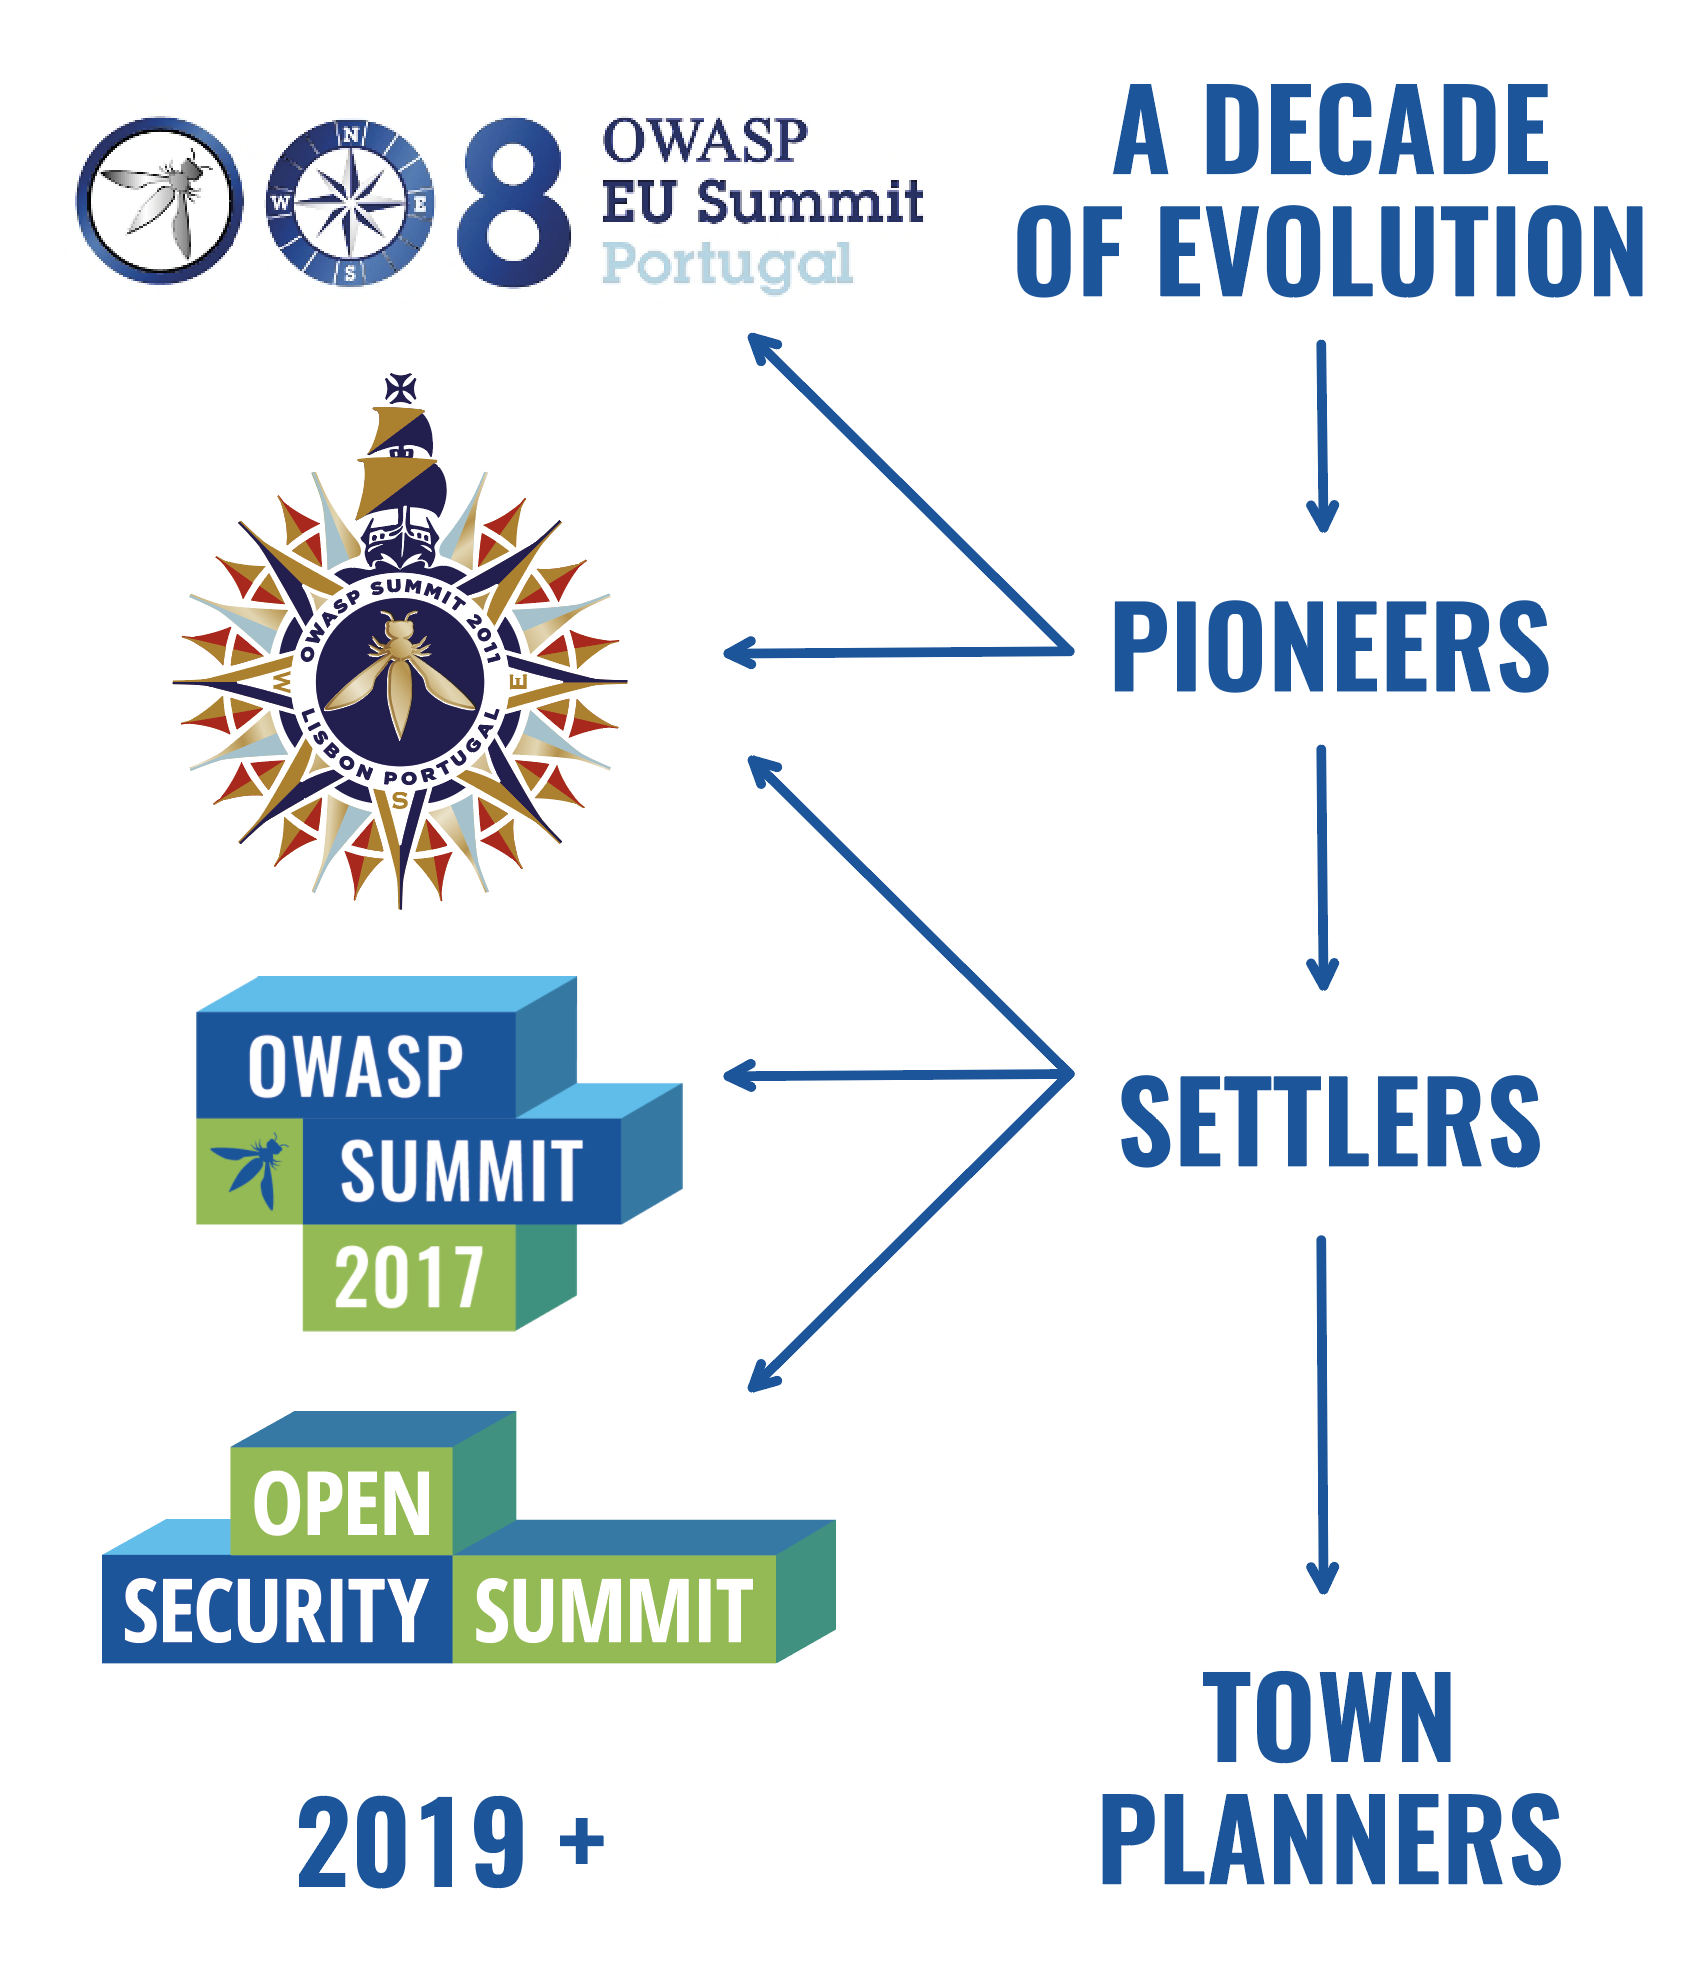 N
W
E
S
8
OWASP
EU Summit
Portugal
A DECADE
OF EVOLUTION
OWASP SUMMIT 2011
W
E
LISBON PORTUGAL
S
PIONEERS
OWASP
SUMMIT
2017
SETTLERS
OPEN
SECURITY SUMMIT
TOWN
PLANNERS
2019 +